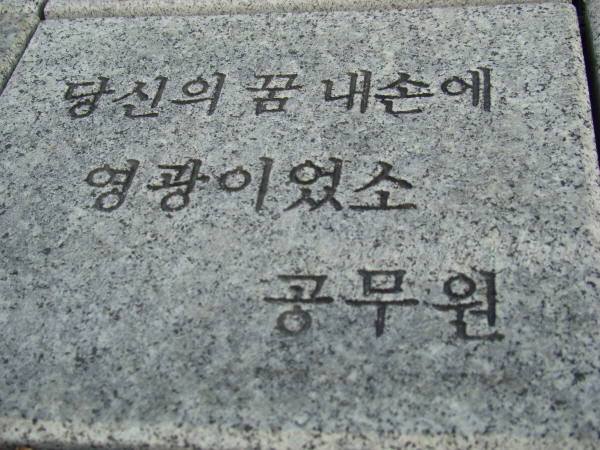 당신의 꿈 내손에
영광이었소
공무원